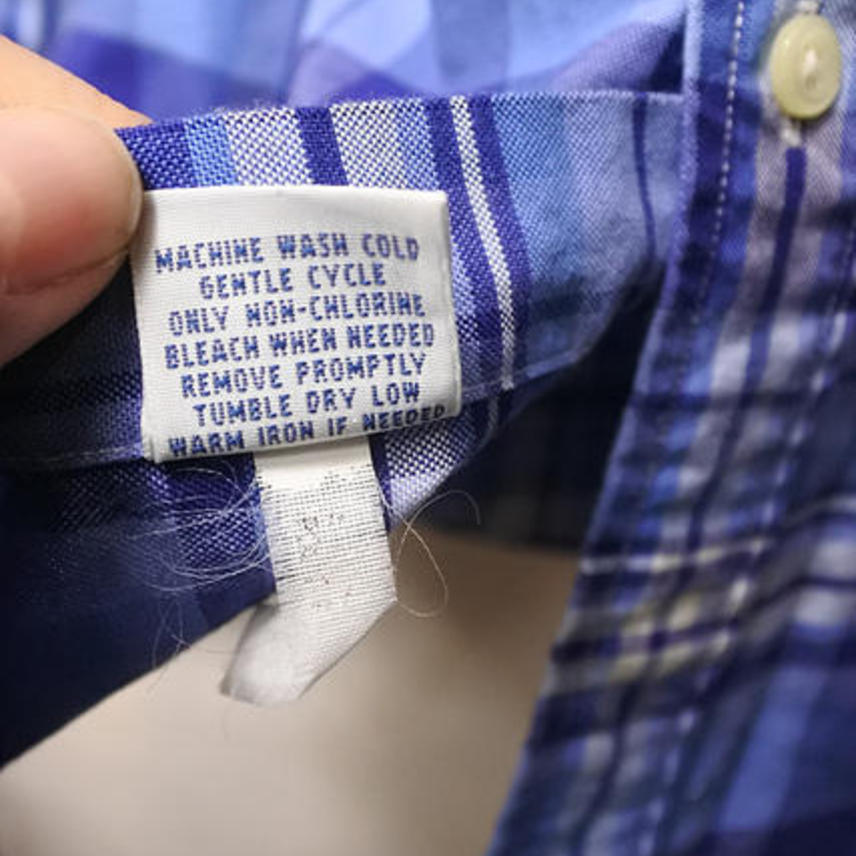 MACHINE WASH COLD
GENTLE CYCLE
ONLY NON-CHLORINE
BLEACH WHEN NEEDED
REMOVE PROMPTLY
TUMBLE DRY LOW
WARM IRON IF NEEDED